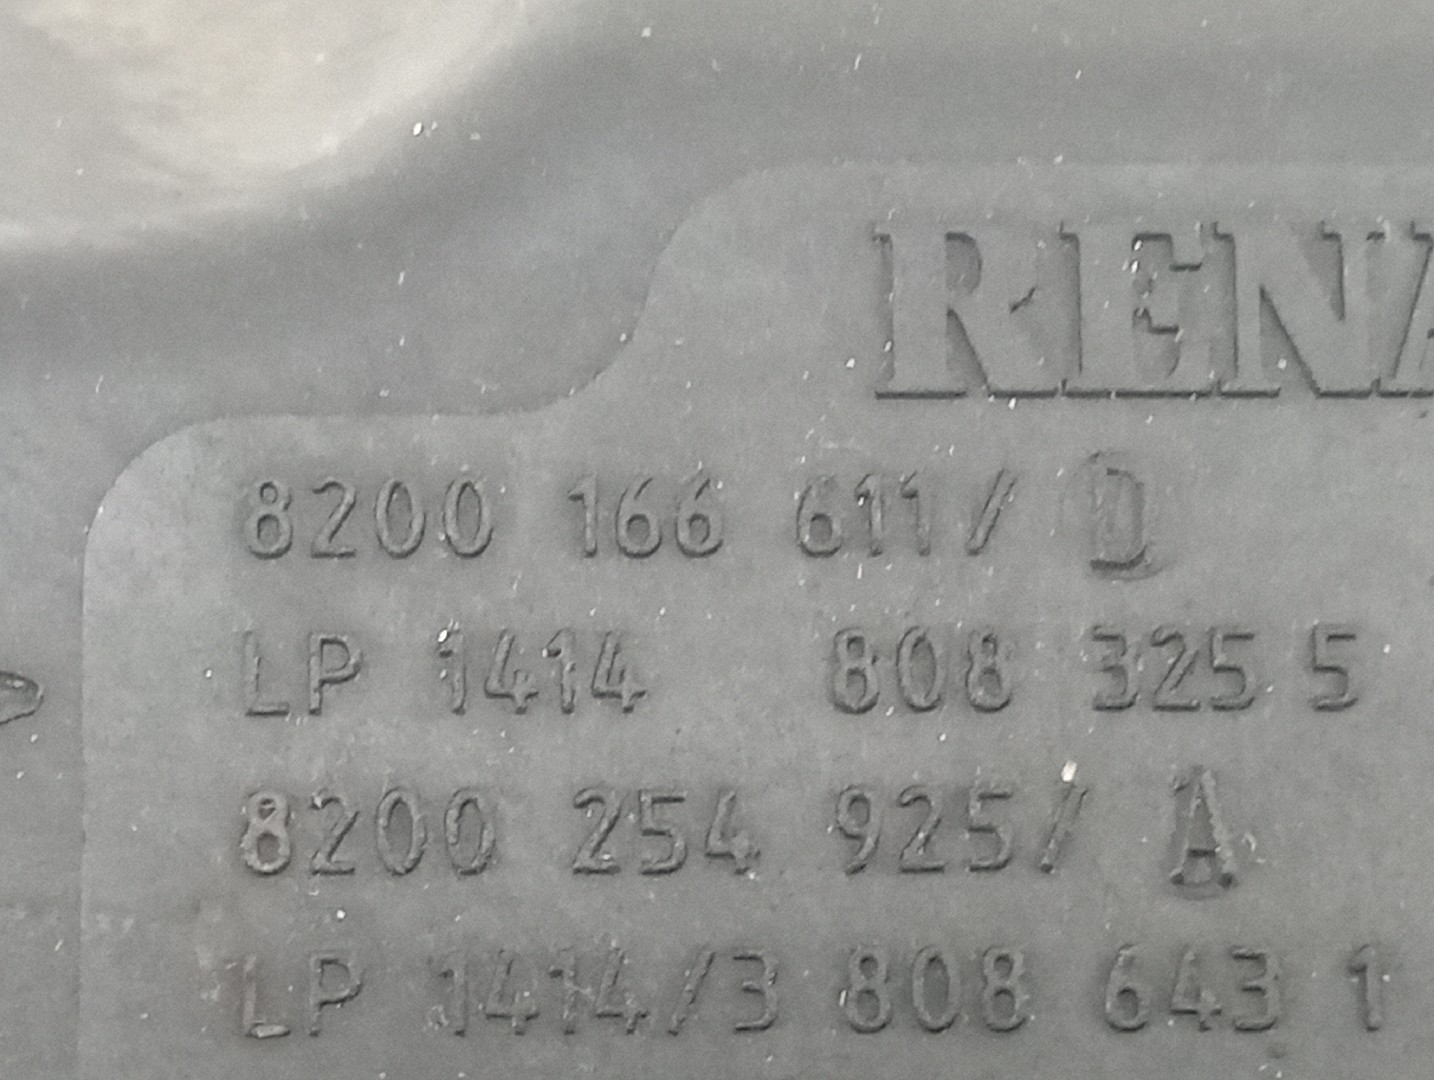 RENA
8200 166 611/ D
LP 1414 808 325 5
8200 254 925/ A
LP 1414/3 808 643 1